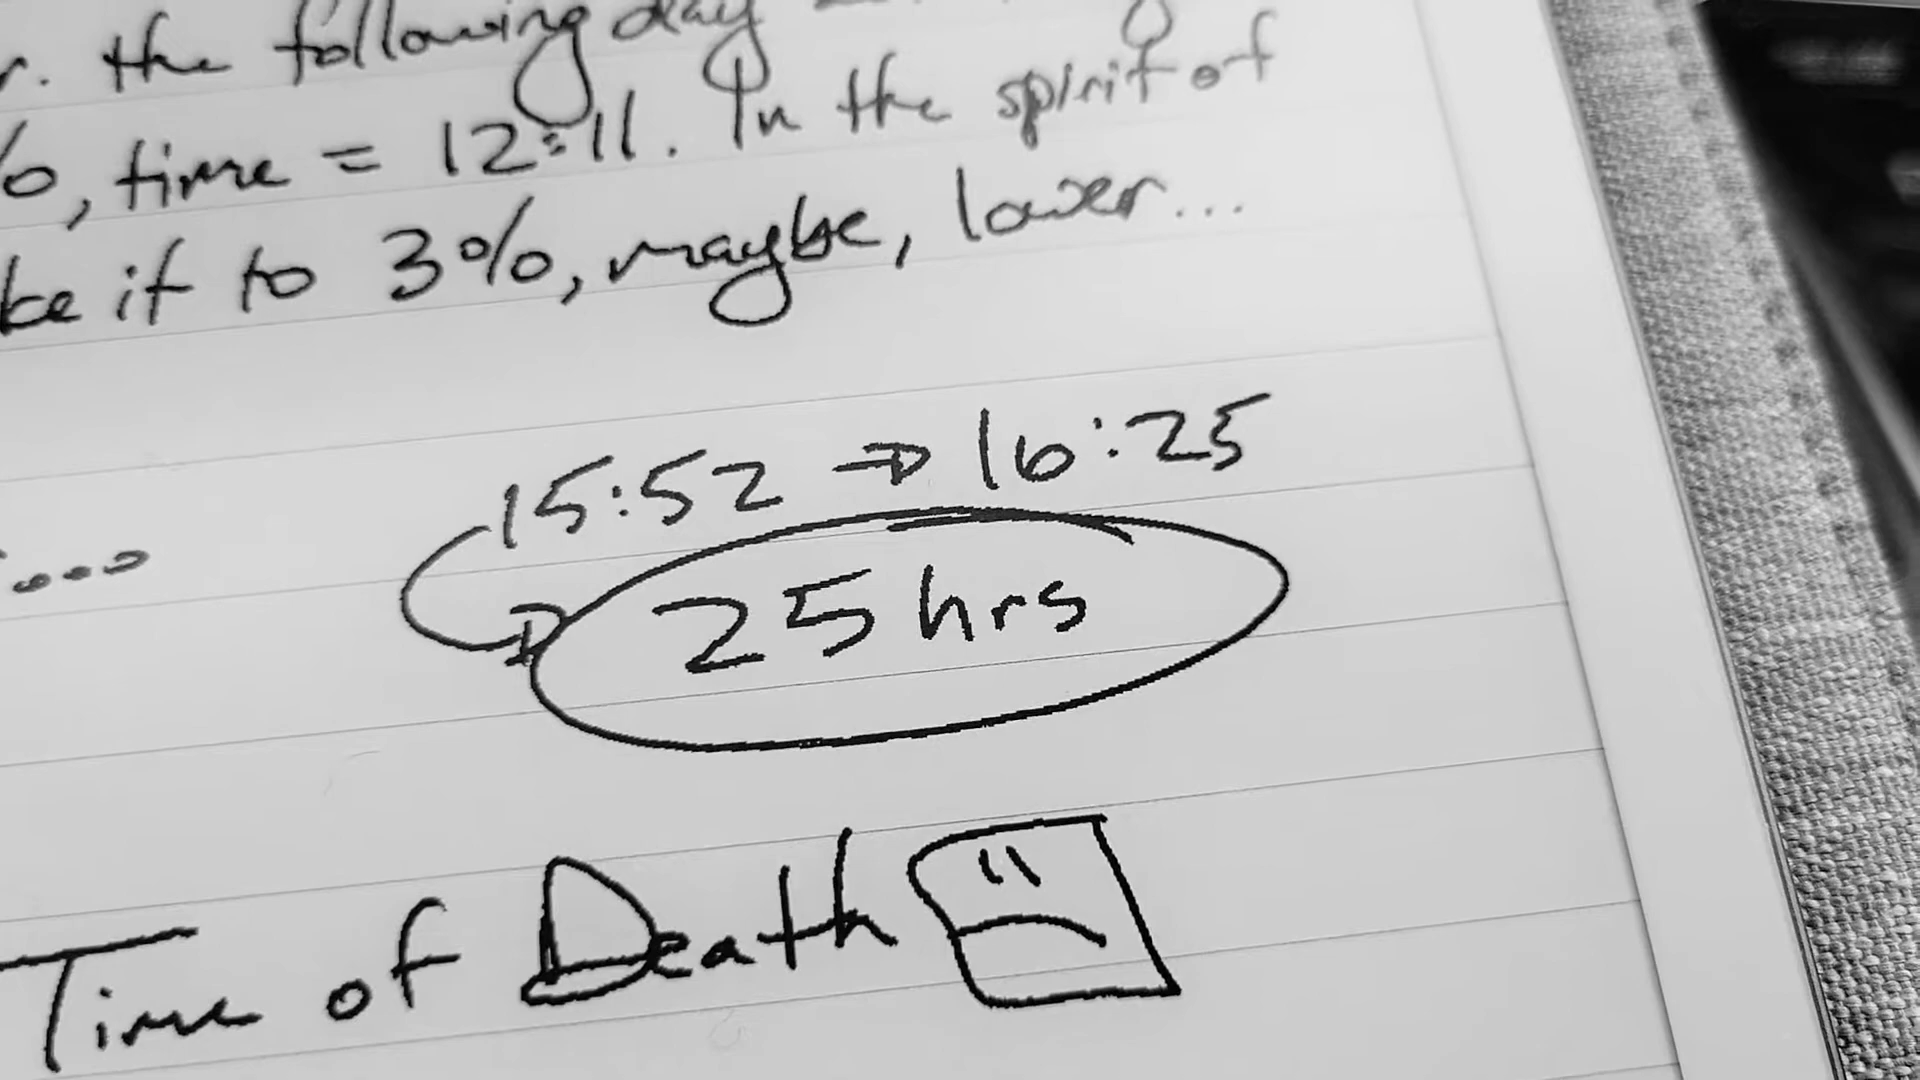 r. the following day
%, time = 12:11. In the spirit of
be it to 3%, maybe, lower...
15:52 → 16:25
....
25 hrs
Time of Death